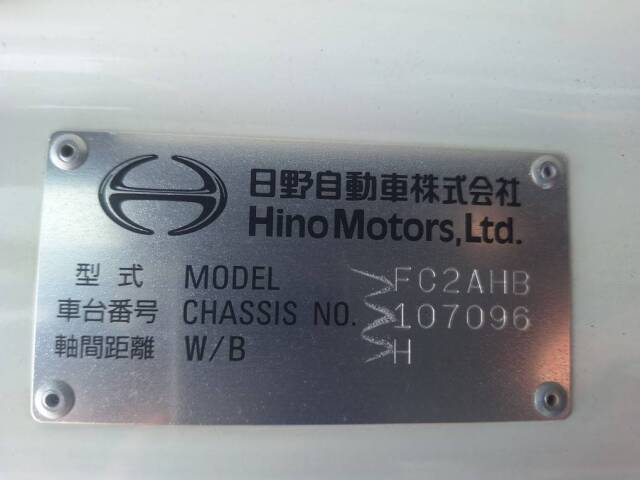 日野自動車株式会社
Hino Motors, Ltd.
型式 MODEL FC2AHB
車台番号 CHASSIS NO. 107096
軸間距離 W/B H